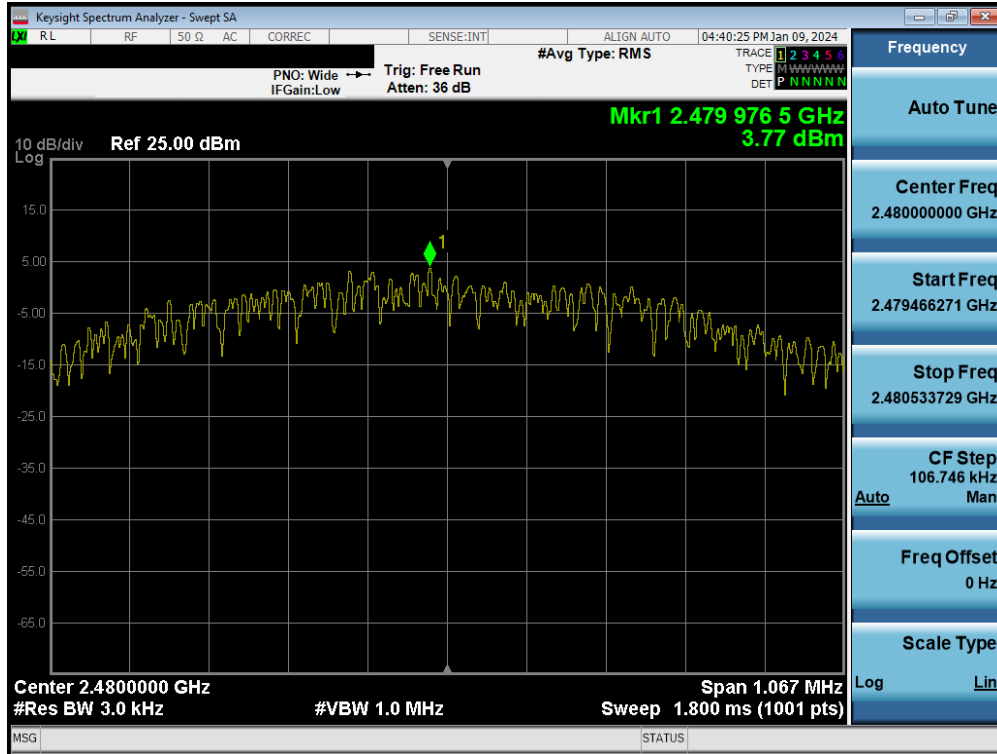 Keysight Spectrum Analyzer - Swept SA
LXI RL RF 50 Ω AC CORREC SENSE:INT ALIGN AUTO 04:40:25 PM Jan 09, 2024
#Avg Type: RMS
TRACE 1 2 3 4 5 6
TYPE M WWWWW
DET P N N N N N
PNO: Wide
IFGain:Low
Trig: Free Run
Atten: 36 dB
Mkr1 2.479 976 5 GHz
3.77 dBm
10 dB/div
Log
Ref 25.00 dBm
15.0
1
5.00
-5.00
-15.0
-25.0
-35.0
-45.0
-55.0
-65.0
Center 2.4800000 GHz
Span 1.067 MHz
#Res BW 3.0 kHz
#VBW 1.0 MHz
Sweep 1.800 ms (1001 pts)
MSG
STATUS
Frequency
Auto Tune
Center Freq
2.480000000 GHz
Start Freq
2.479466271 GHz
Stop Freq
2.480533729 GHz
CF Step
106.746 kHz
Auto Man
Freq Offset
0 Hz
Scale Type
Log Lin